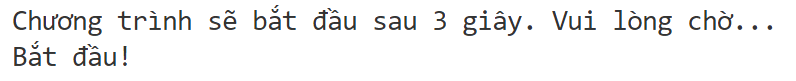 Chương trình sẽ bắt đầu sau 3 giây. Vui lòng chờ...
Bắt đầu!